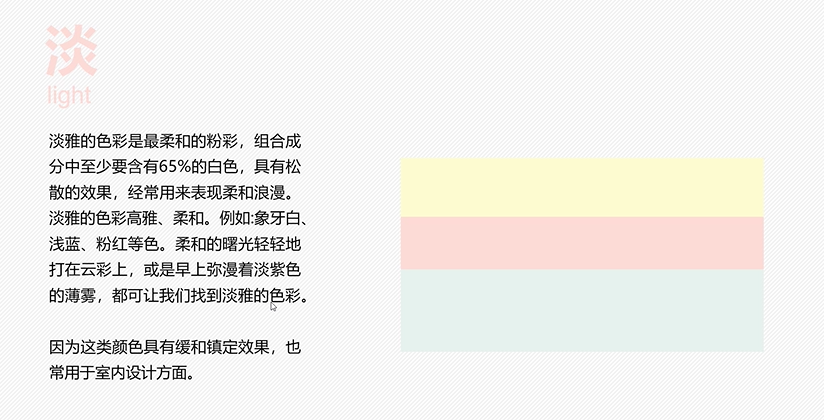 淡
light
淡雅的色彩是最柔和的粉彩，组合成
分中至少要含有65%的白色，具有松
散的效果，经常用来表现柔和浪漫。
淡雅的色彩高雅、柔和。例如:象牙白、
浅蓝、粉红等色。柔和的曙光轻轻地
打在云彩上，或是早上弥漫着淡紫色
的薄雾，都可让我们找到淡雅的色彩。
因为这类颜色具有缓和镇定效果，也
常用于室内设计方面。